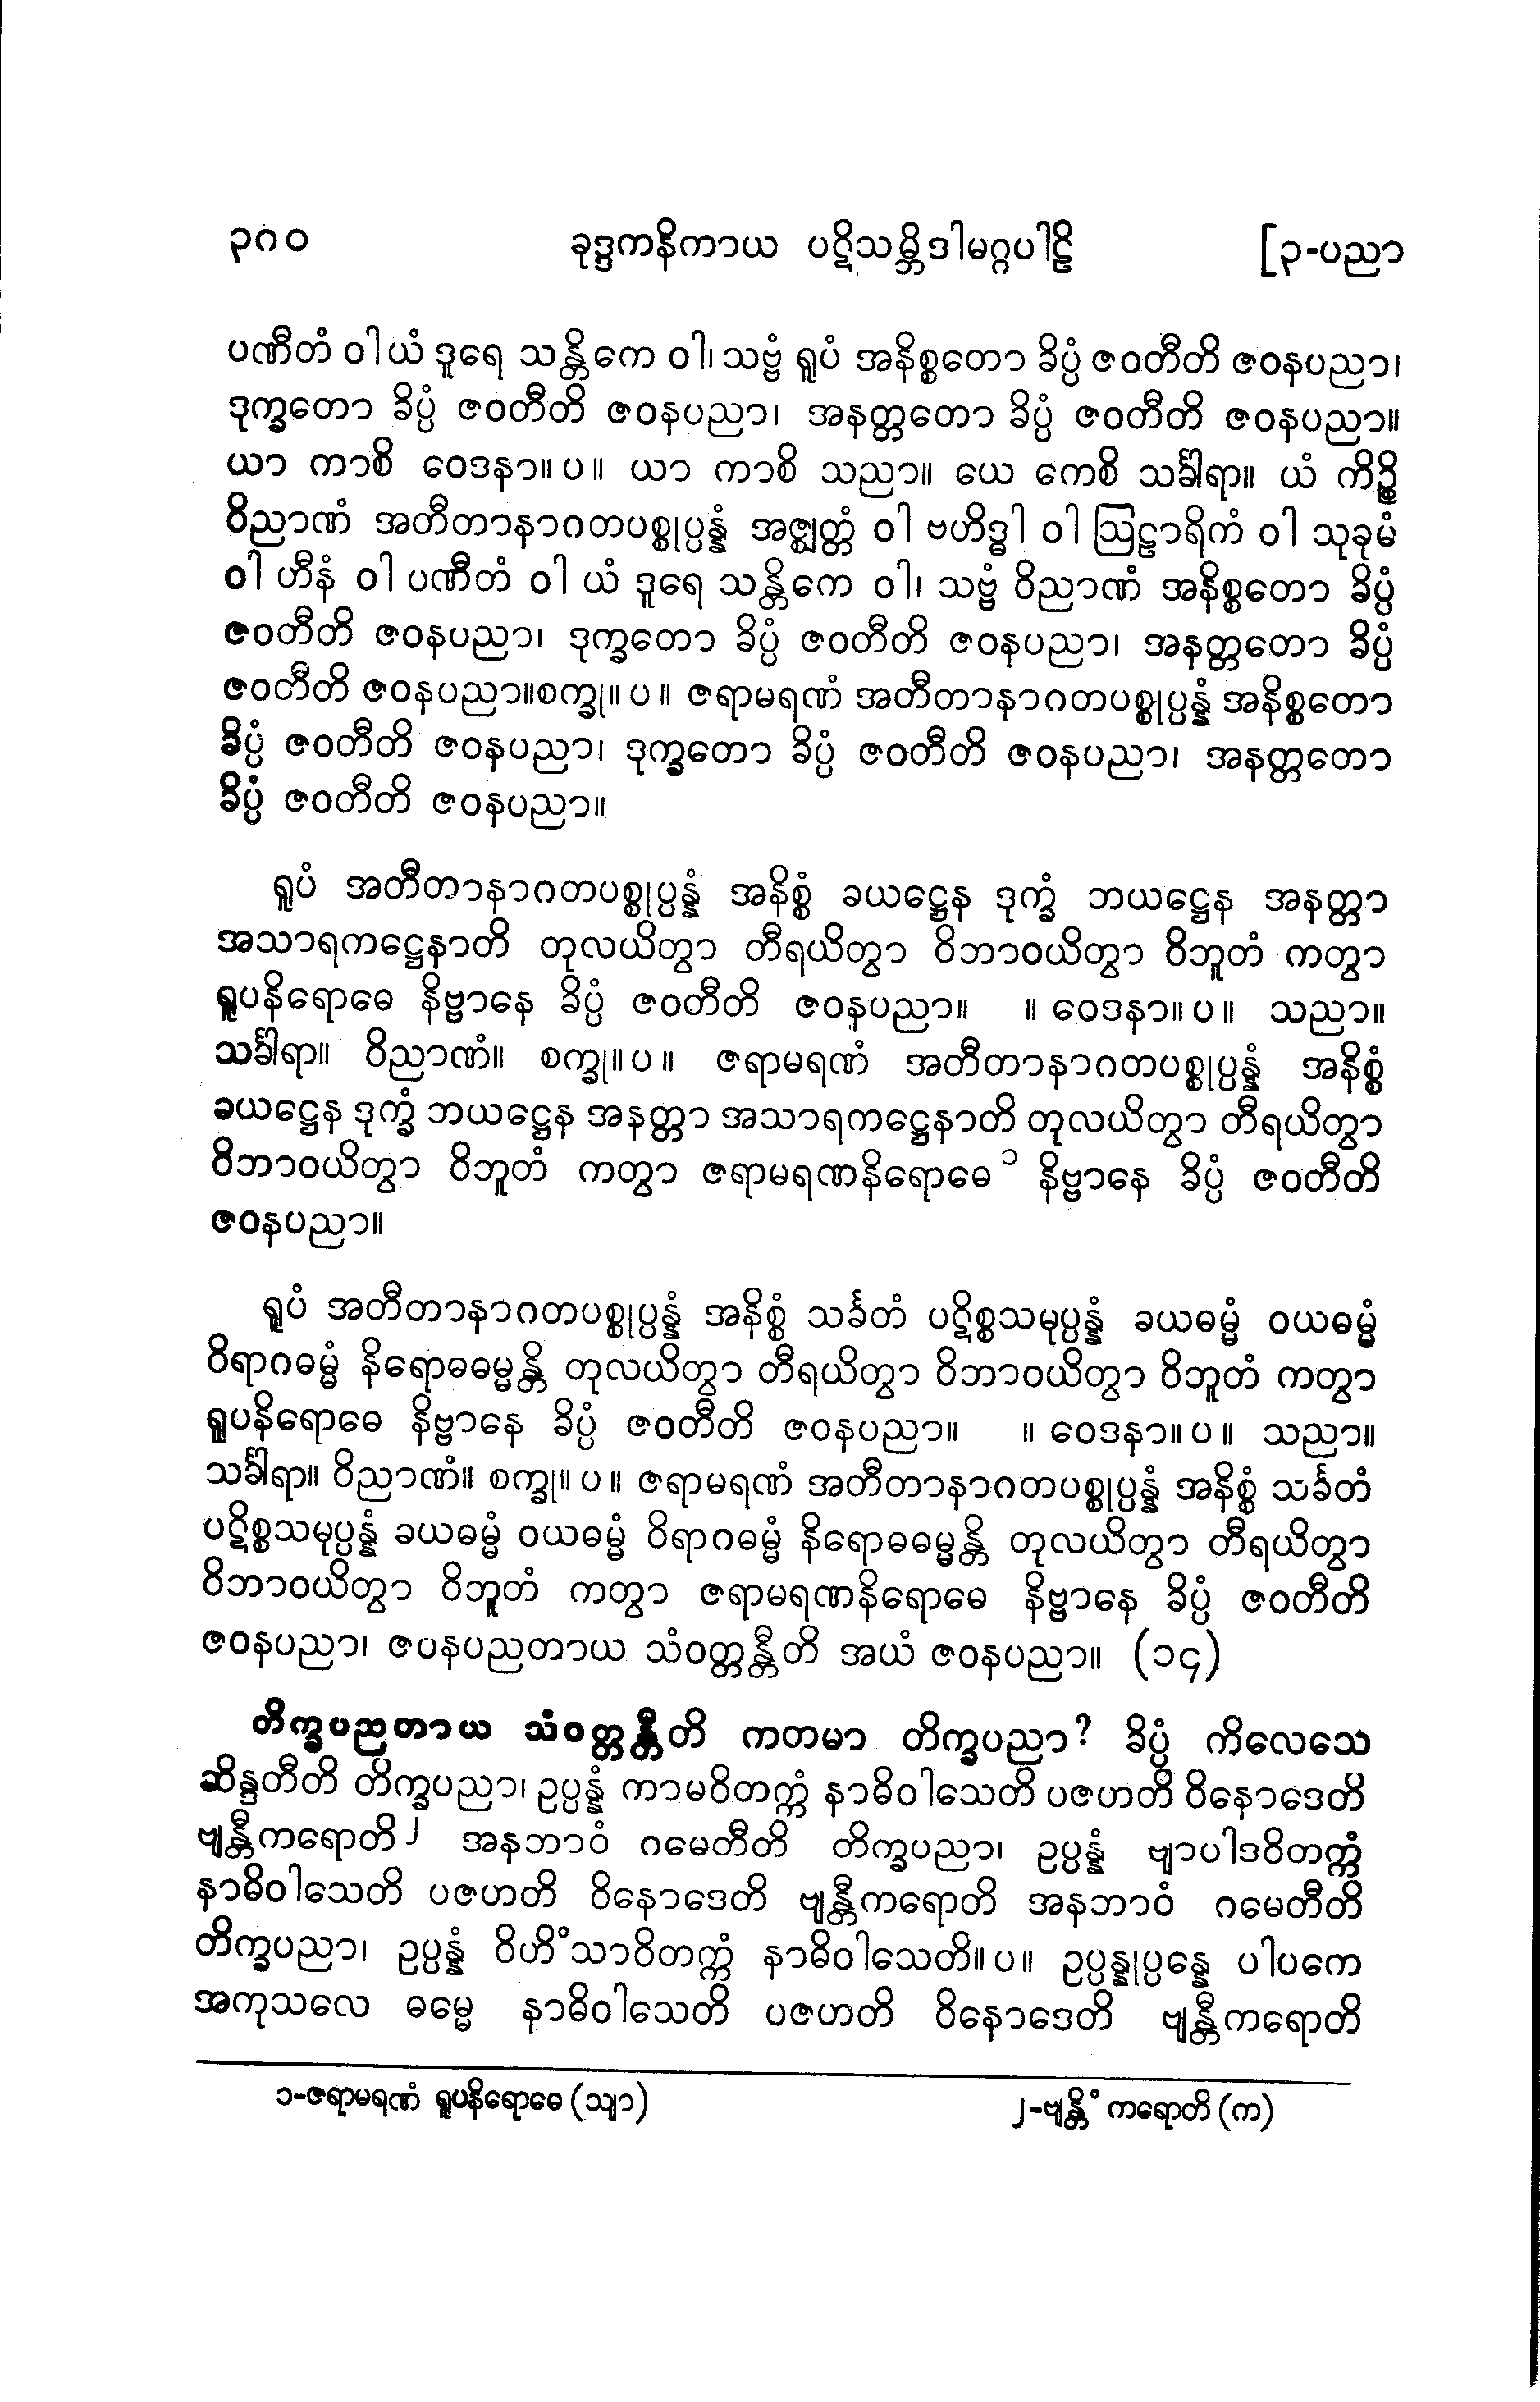 ၃၈၀ ခုဒ္ဒကနိကာယ ပဋိသမ္ဘိဒါမဂ္ဂပါဠိ [၃-ပညာ
ပဏီတံ ဝါ ယံ ဒူရေ သန္တိကေ ဝါ၊ သဗ္ဗံ ရူပံ အနိစ္စတော ခိပ္ပံ ဇဝတီတိ ဇဝနပညာ၊
ဒုက္ခတော ခိပ္ပံ ဇဝတီတိ ဇဝနပညာ၊ အနတ္တတော ခိပ္ပံ ဇဝတီတိ ဇဝနပညာ။
ယာ ကာစိ ဝေဒနာ။ ပ။ ယာ ကာစိ သညာ။ ယေ ကေစိ သင်္ခါရာ။ ယံ ကိဉ္စိ
ဝိညာဏံ အတီတာနာဂတပစ္စုပ္ပန္နံ အဇ္ဈတ္တံ ဝါ ဗဟိဒ္ဓါ ဝါ ဩဠာရိကံ ဝါ သုခုမံ
ဝါ ဟီနံ ဝါ ပဏီတံ ဝါ ယံ ဒူရေ သန္တိကေ ဝါ၊ သဗ္ဗံ ဝိညာဏံ အနိစ္စတော ခိပ္ပံ
ဇဝတီတိ ဇဝနပညာ၊ ဒုက္ခတော ခိပ္ပံ ဇဝတီတိ ဇဝနပညာ၊ အနတ္တတော ခိပ္ပံ
ဇဝတီတိ ဇဝနပညာ။စက္ခု။ ပ။ ဇရာမရဏံ အတီတာနာဂတပစ္စုပ္ပန္နံ အနိစ္စတော
ခိပ္ပံ ဇဝတီတိ ဇဝနပညာ၊ ဒုက္ခတော ခိပ္ပံ ဇဝတီတိ ဇဝနပညာ၊ အနတ္တတော
ခိပ္ပံ ဇဝတီတိ ဇဝနပညာ။
ရူပံ အတီတာနာဂတပစ္စုပ္ပန္နံ အနိစ္စံ ခယဋ္ဌေန ဒုက္ခံ ဘယဋ္ဌေန အနတ္တာ
အသာရကဋ္ဌေနာတိ တုလယိတွာ တီရယိတွာ ဝိဘာဝယိတွာ ဝိဘူတံ ကတွာ
ရူပနိရောဓေ နိဗ္ဗာနေ ခိပ္ပံ ဇဝတီတိ ဇဝနပညာ။ ။ ဝေဒနာ။ ပ။ သညာ။
သင်္ခါရာ။ ဝိညာဏံ။ စက္ခု။ ပ။ ဇရာမရဏံ အတီတာနာဂတပစ္စုပ္ပန္နံ အနိစ္စံ
ခယဋ္ဌေန ဒုက္ခံ ဘယဋ္ဌေန အနတ္တာ အသာရကဋ္ဌေနာတိ တုလယိတွာ တီရယိတွာ
ဝိဘာဝယိတွာ ဝိဘူတံ ကတွာ ဇရာမရဏနိရောဓေ ၁ နိဗ္ဗာနေ ခိပ္ပံ ဇဝတီတိ
ဇဝနပညာ။
ရူပံ အတီတာနာဂတပစ္စုပ္ပန္နံ အနိစ္စံ သင်္ခတံ ပဋိစ္စသမုပ္ပန္နံ ခယဓမ္မံ ဝယဓမ္မံ
ဝိရာဂဓမ္မံ နိရောဓဓမ္မန္တိ တုလယိတွာ တီရယိတွာ ဝိဘာဝယိတွာ ဝိဘူတံ ကတွာ
ရူပနိရောဓေ နိဗ္ဗာနေ ခိပ္ပံ ဇဝတီတိ ဇဝနပညာ။ ။ ဝေဒနာ။ ပ။ သညာ။
သင်္ခါရာ။ ဝိညာဏံ။ စက္ခု။ ပ။ ဇရာမရဏံ အတီတာနာဂတပစ္စုပ္ပန္နံ အနိစ္စံ သင်္ခတံ
ပဋိစ္စသမုပ္ပန္နံ ခယဓမ္မံ ဝယဓမ္မံ ဝိရာဂဓမ္မံ နိရောဓဓမ္မန္တိ တုလယိတွာ တီရယိတွာ
ဝိဘာဝယိတွာ ဝိဘူတံ ကတွာ ဇရာမရဏနိရောဓေ နိဗ္ဗာနေ ခိပ္ပံ ဇဝတီတိ
ဇဝနပညာ၊ ဇပနပညတာယ သံဝတ္တန္တီတိ အယံ ဇဝနပညာ။ (၁၄)
တိက္ခပညတာယ သံဝတ္တန္တီတိ ကတမာ တိက္ခပညာ? ခိပ္ပံ ကိလေသေ
ဆိန္ဒတီတိ တိက္ခပညာ၊ ဥပ္ပန္နံ ကာမဝိတက္ကံ နာဓိဝါသေတိ ပဇဟတိ ဝိနောဒေတိ
ဗျန္တီကရောတိ၂ အနဘာဝံ ဂမေတီတိ တိက္ခပညာ၊ ဥပ္ပန္နံ ဗျာပါဒဝိတက္ကံ
နာဓိဝါသေတိ ပဇဟတိ ဝိနောဒေတိ ဗျန္တီကရောတိ အနဘာဝံ ဂမေတီတိ
တိက္ခပညာ၊ ဥပ္ပန္နံ ဝိဟိံသာဝိတက္ကံ နာဓိဝါသေတိ။ ပ။ ဥပ္ပန္နုပ္ပန္နေ ပါပကေ
အကုသလေ ဓမ္မေ နာဓိဝါသေတိ ပဇဟတိ ဝိနောဒေတိ ဗျန္တီကရောတိ
၁-ဇရာမရဏံ ရူပနိရောဓေ (သျာ) ၂-ဗျန္တိံ ကရောတိ (က)